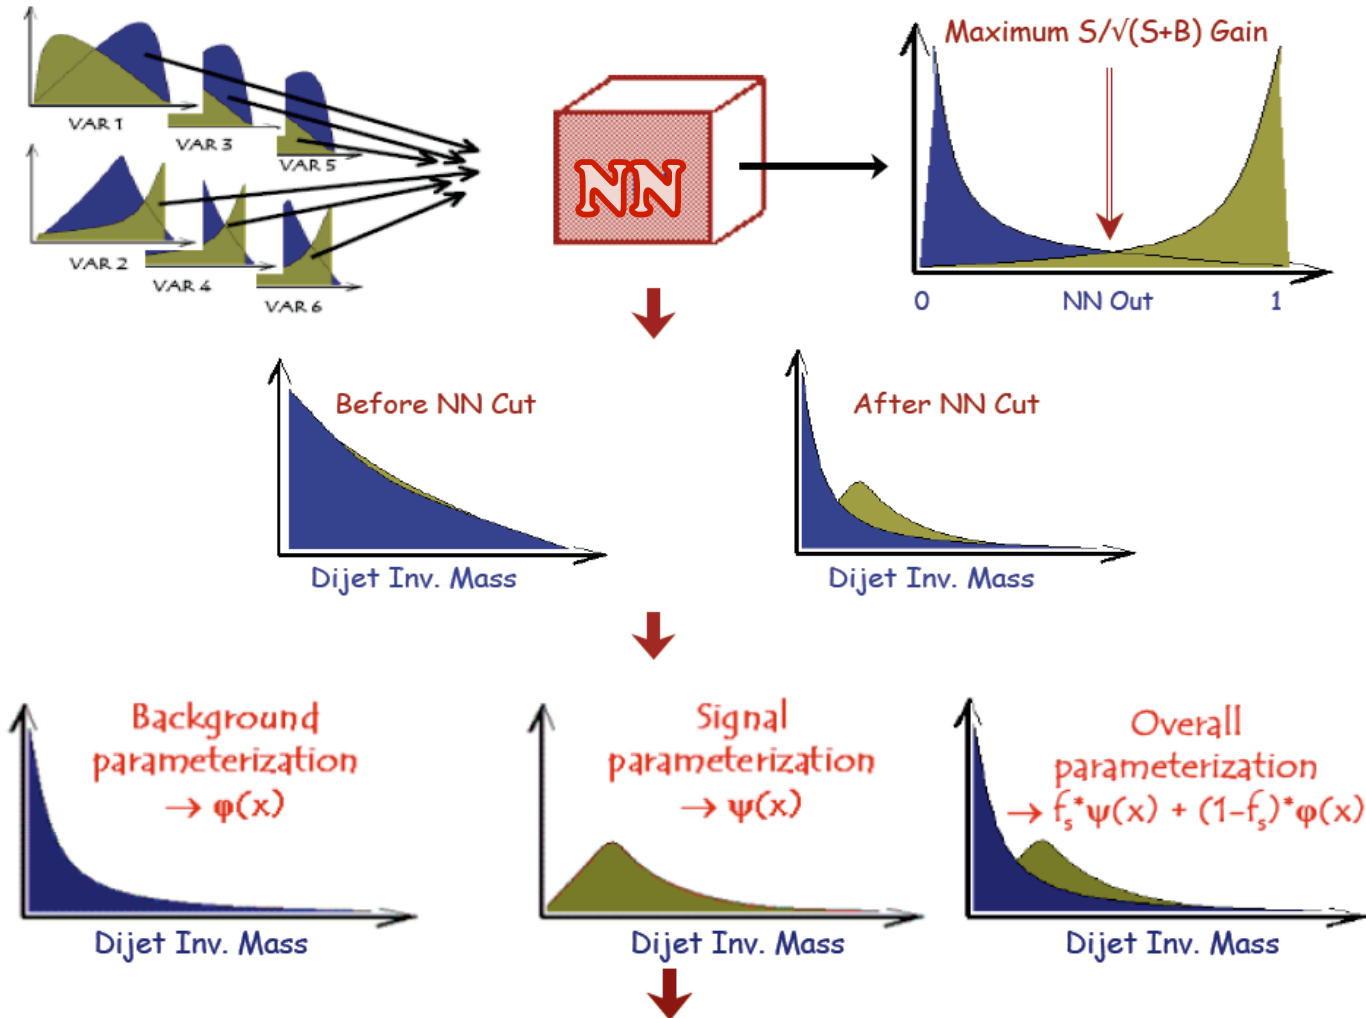 VAR 1
VAR 3
VAR 5
VAR 2
VAR 4
VAR 6
NN
Maximum S/√(S+B) Gain
0 NN Out 1
Before NN Cut
Dijet Inv. Mass
After NN Cut
Dijet Inv. Mass
Background
parameterization
→ φ(x)
Dijet Inv. Mass
Signal
parameterization
→ ψ(x)
Dijet Inv. Mass
Overall
parameterization
→ fₛ*ψ(x) + (1-fₛ)*φ(x)
Dijet Inv. Mass